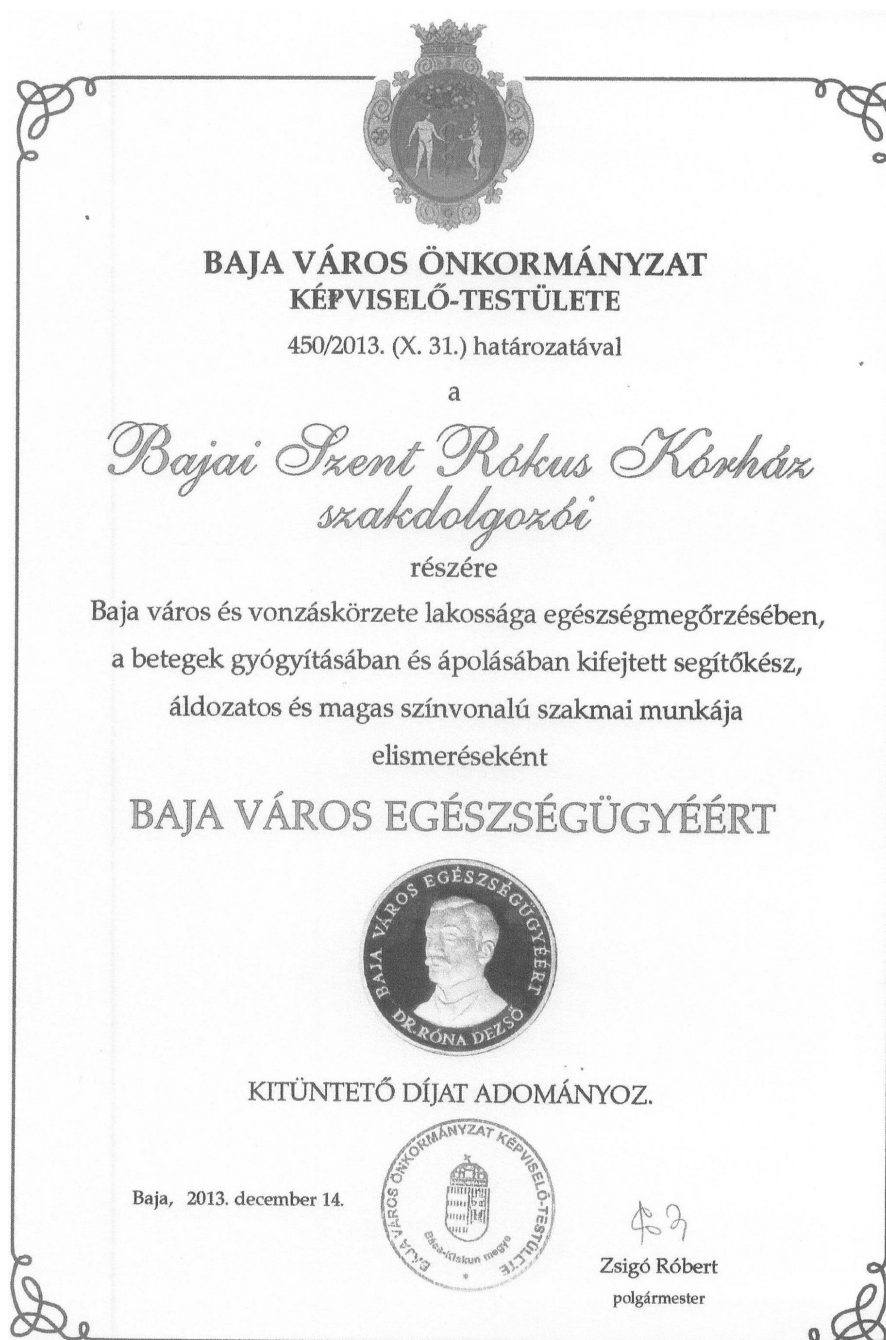 BAJA VÁROS ÖNKORMÁNYZAT
KÉPVISELŐ-TESTÜLETE
450/2013. (X. 31.) határozatával
a
Bajai Szent Rókus Kórház
szakdolgozói
részére
Baja város és vonzáskörzete lakossága egészségmegőrzésében,
a betegek gyógyításában és ápolásában kifejtett segítőkész,
áldozatos és magas színvonalú szakmai munkája
elismeréseként
BAJA VÁROS EGÉSZSÉGÜGYÉÉRT
BAJA VÁROS EGÉSZSÉGÜGYÉÉRT
DR. RÓNA DEZSŐ
KITÜNTETŐ DÍJAT ADOMÁNYOZ.
BAJA VÁROS ÖNKORMÁNYZAT KÉPVISELŐ-TESTÜLETE
Bács-Kiskun megye
Baja, 2013. december 14.
Zsigó Róbert
polgármester